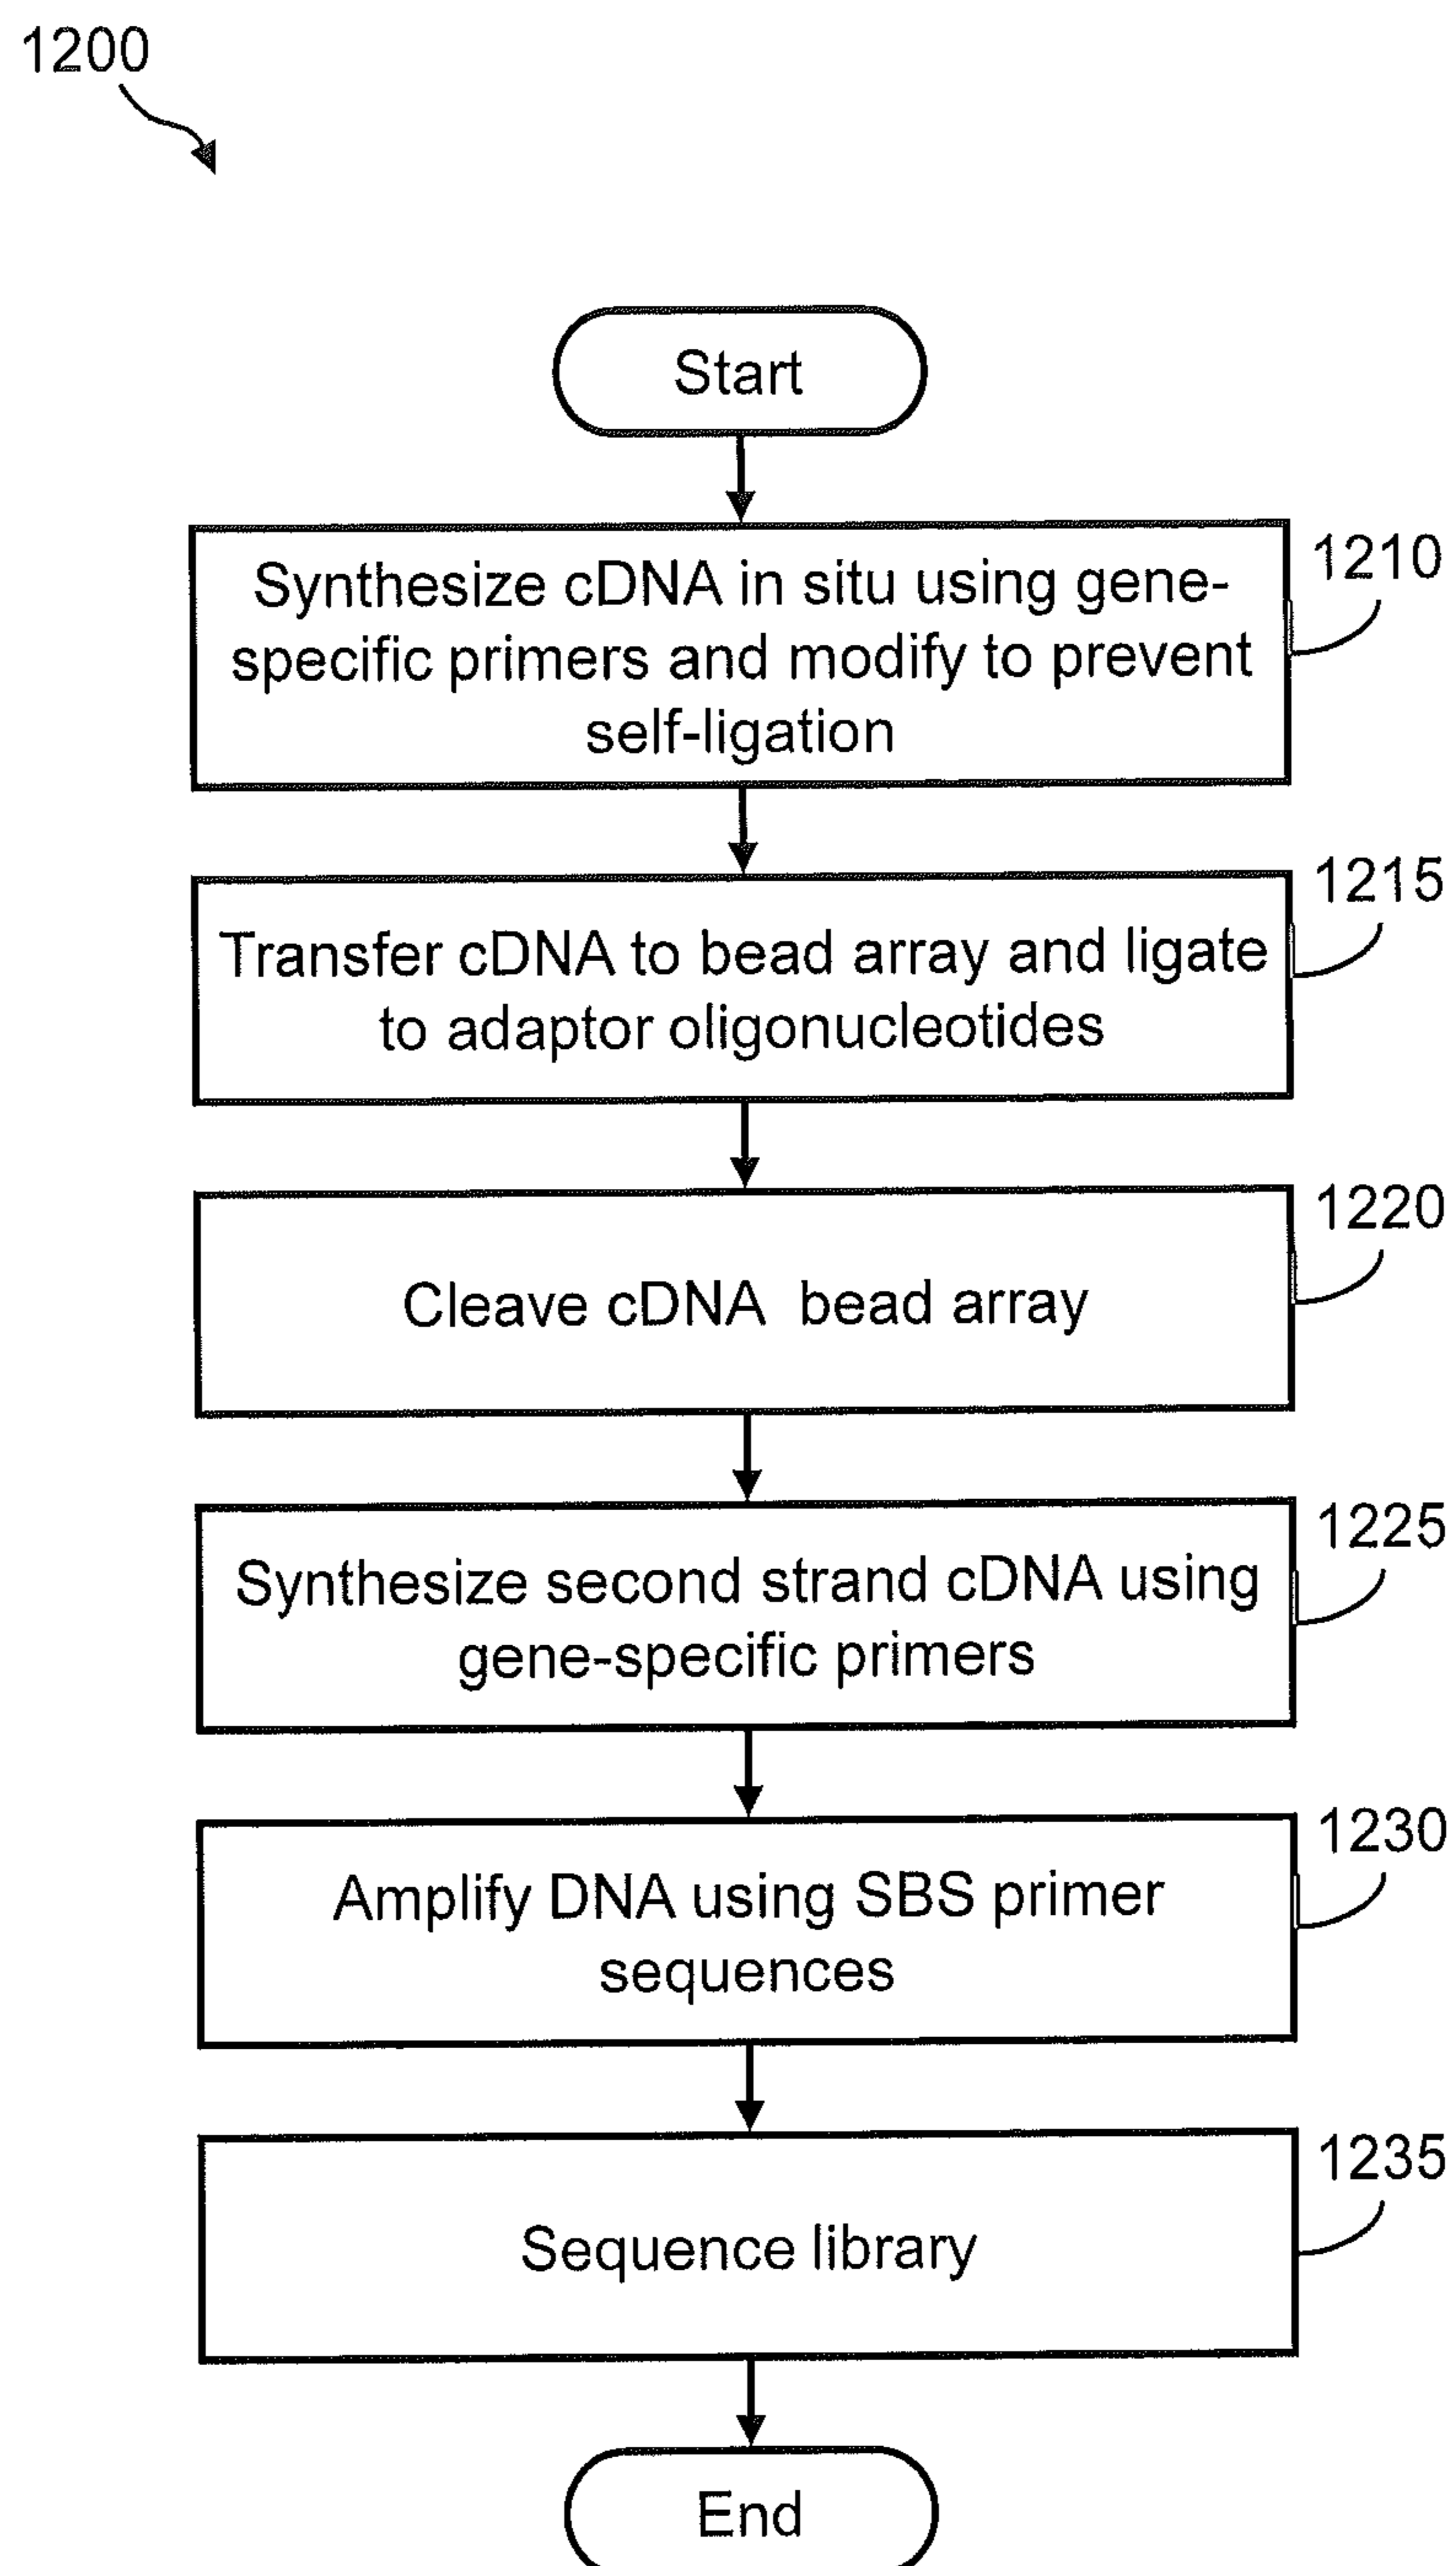 1200
Start
Synthesize cDNA in situ using gene-
specific primers and modify to prevent
self-ligation
1210
Transfer cDNA to bead array and ligate
to adaptor oligonucleotides
1215
Cleave cDNA bead array
1220
Synthesize second strand cDNA using
gene-specific primers
1225
Amplify DNA using SBS primer
sequences
1230
Sequence library
1235
End